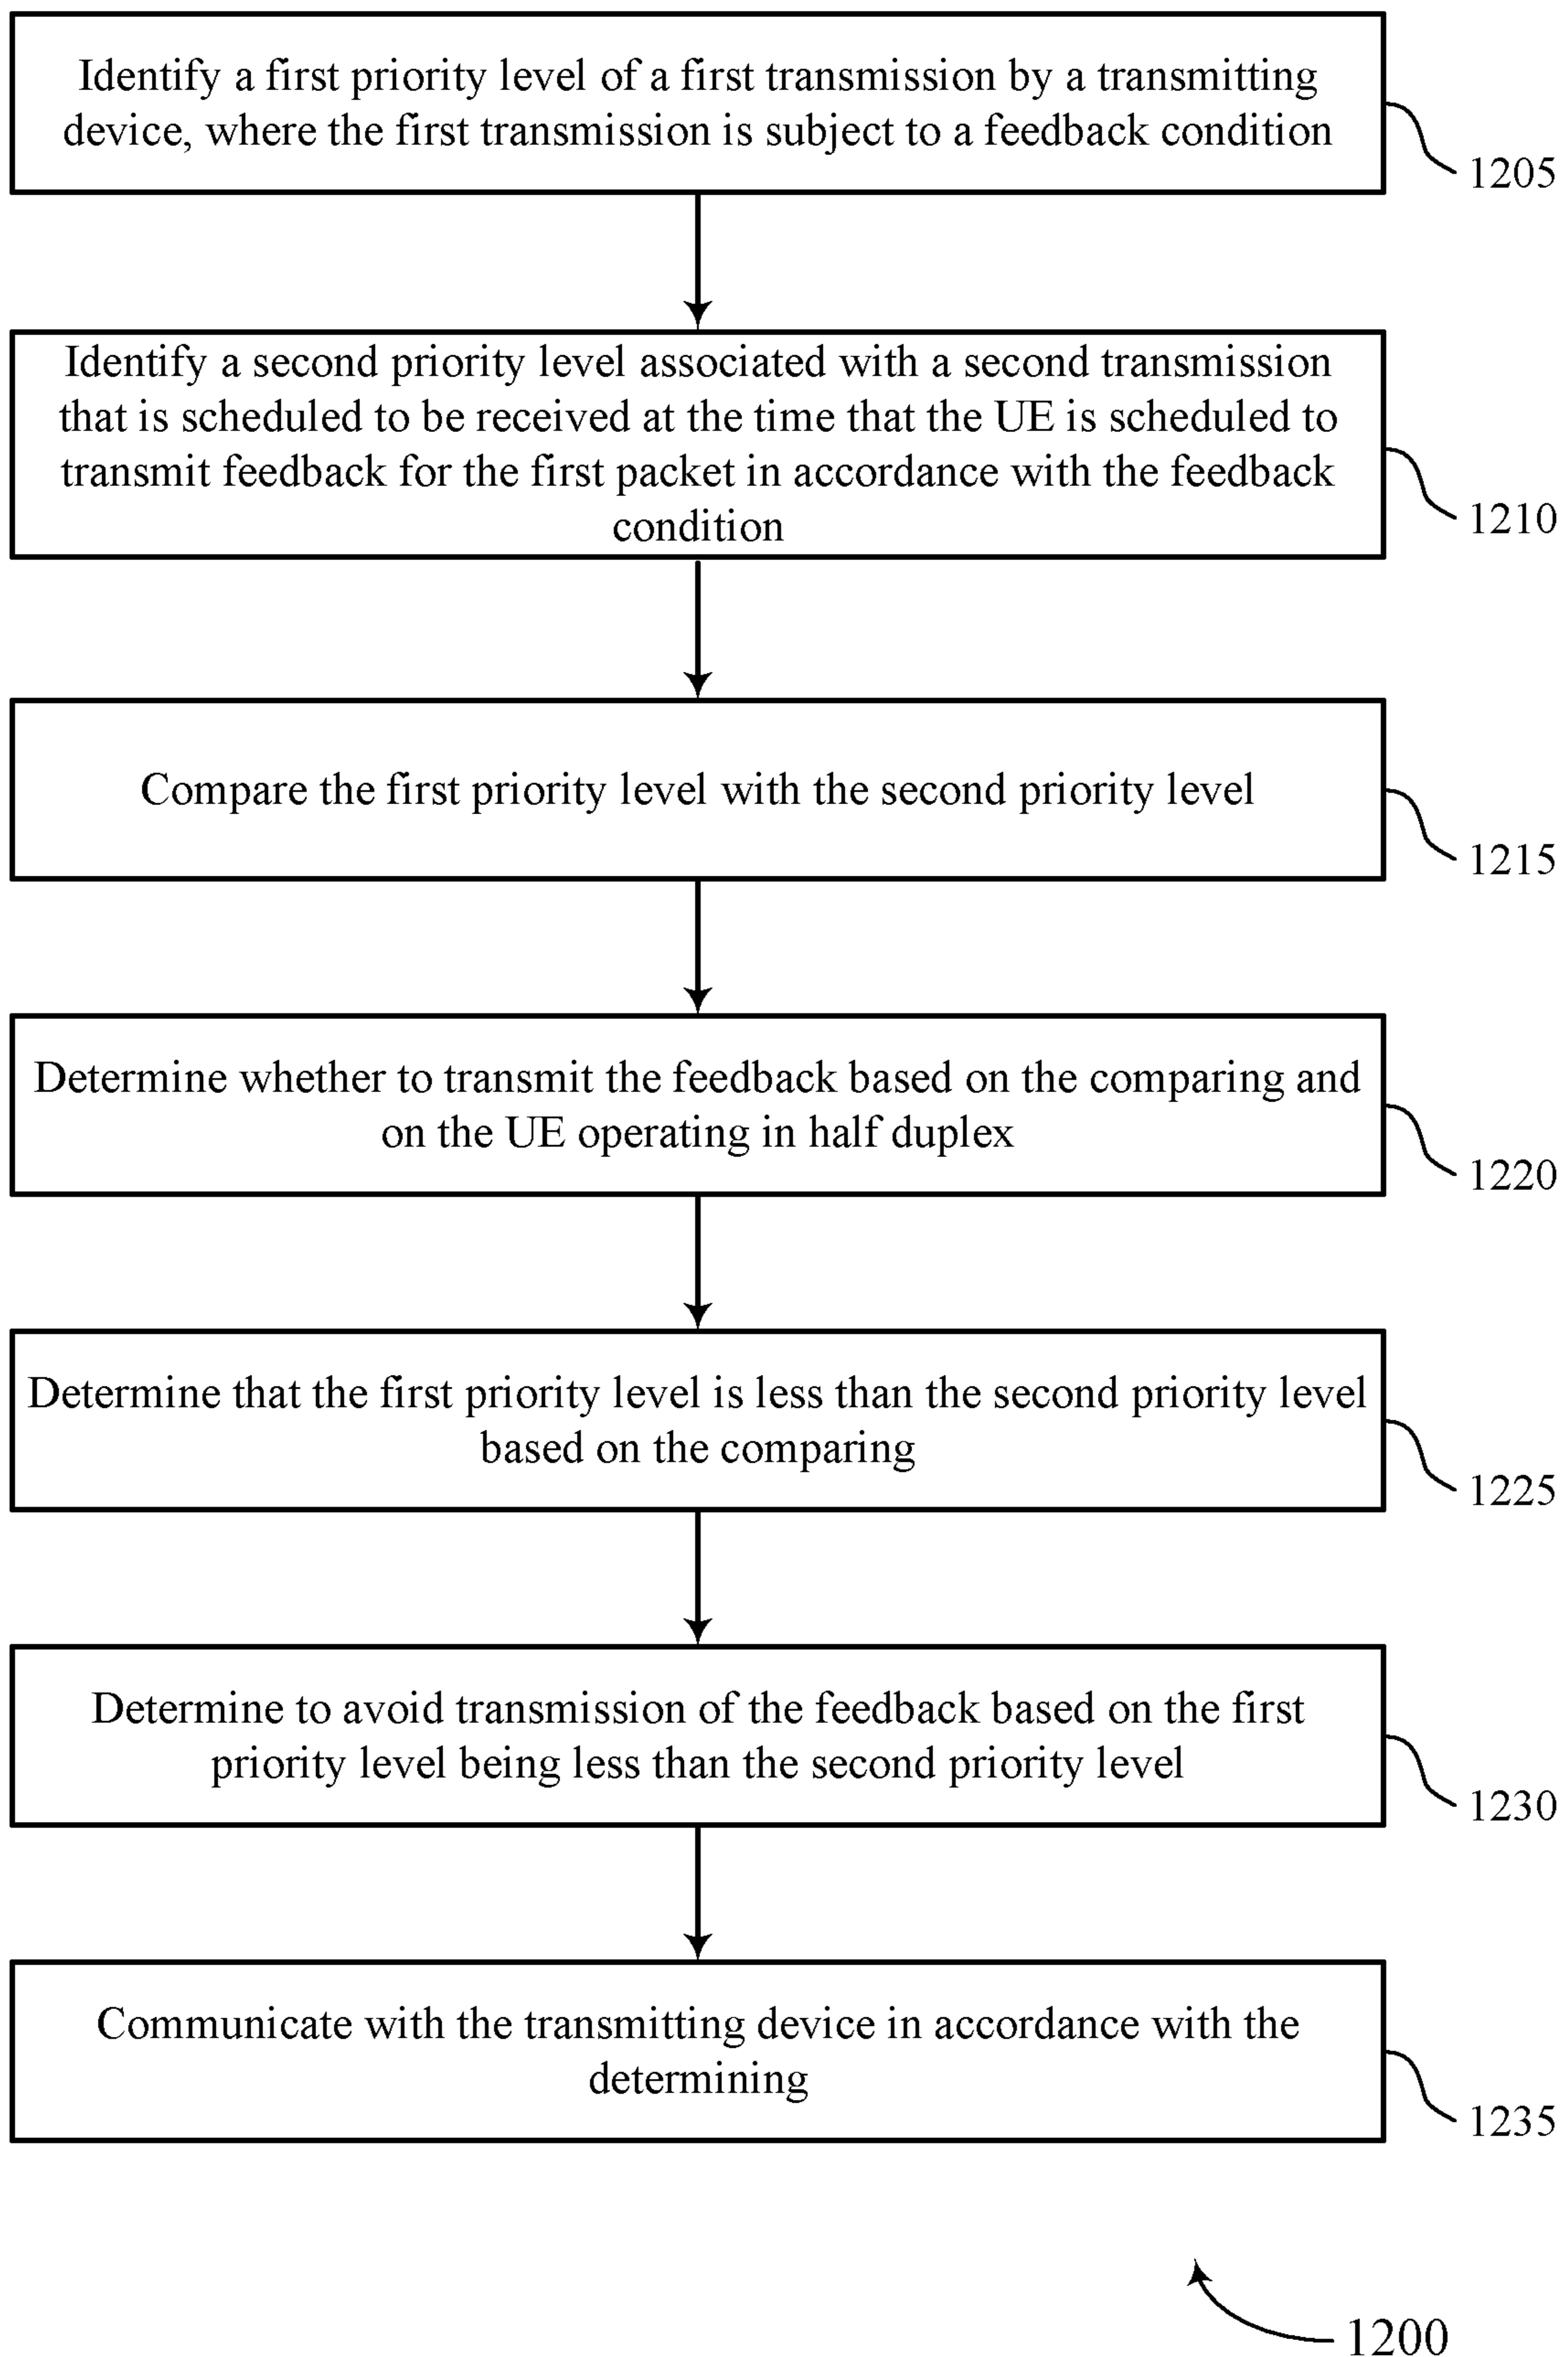 Identify a first priority level of a first transmission by a transmitting
device, where the first transmission is subject to a feedback condition
1205
Identify a second priority level associated with a second transmission
that is scheduled to be received at the time that the UE is scheduled to
transmit feedback for the first packet in accordance with the feedback
condition
1210
Compare the first priority level with the second priority level
1215
Determine whether to transmit the feedback based on the comparing and
on the UE operating in half duplex
1220
Determine that the first priority level is less than the second priority level
based on the comparing
1225
Determine to avoid transmission of the feedback based on the first
priority level being less than the second priority level
1230
Communicate with the transmitting device in accordance with the
determining
1235
1200